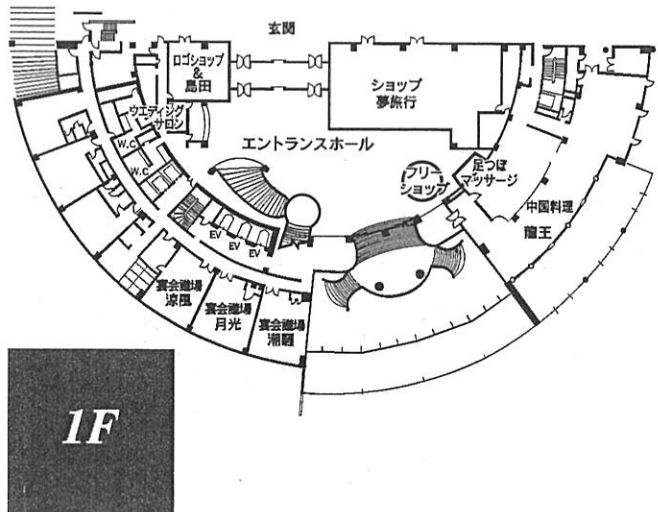 玄関
ロゴショップ
&
島田
ショップ
夢旅行
ウエディング
サロン
エントランスホール
W.C
W.C
フリー
ショップ
足つぼ
マッサージ
中国料理
龍王
EV
EV
EV
宴会道場
涼風
宴会道場
月光
宴会道場
潮騒
1F